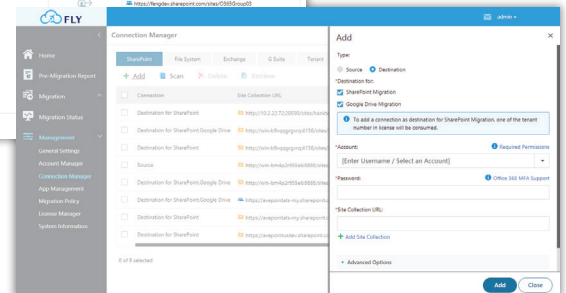 https://fengdev.sharepoint.com/sites/O365Group03
FLY
admin
Home
Pre-Migration Report
Migration
Migration Status
Management
General Settings
Account Manager
Connection Manager
App Management
Migration Policy
License Manager
System Information
Connection Manager
SharePoint File System Exchange G Suite Tenant
+ Add Scan Delete Retrieve
Connection Site Collection URL
Destination for SharePoint
Destination for SharePoint,Google Drive
Destination for SharePoint
Source
Destination for SharePoint,Google Drive
Destination for SharePoint,Google Drive
Destination for SharePoint
Destination for SharePoint
0 of 8 selected
Add
Type:
Source Destination
*Destination for:
SharePoint Migration
Google Drive Migration
To add a connection as destination for SharePoint Migration, one of the tenant
number in license will be consumed.
*Account: Required Permissions
[Enter Username / Select an Account]
*Password: Office 365 MFA Support
*Site Collection URL:
+ Add Site Collection
Advanced Options
Add Close